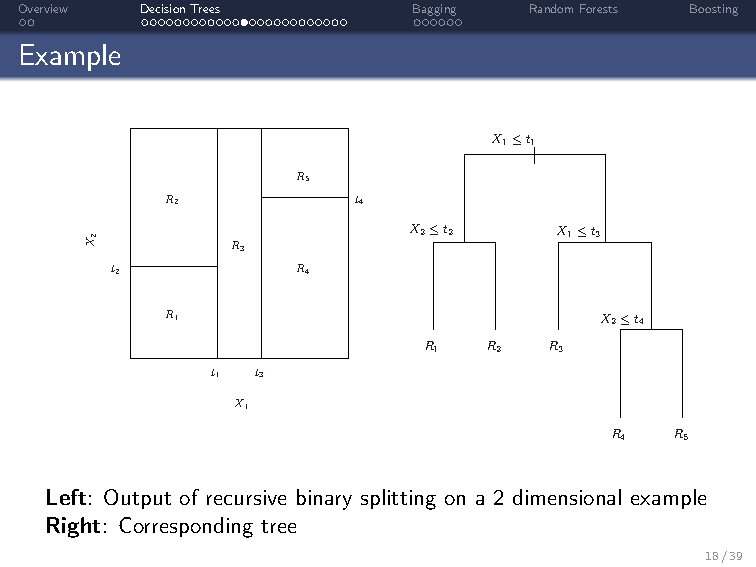 Overview Decision Trees Bagging Random Forests Boosting
Example
R5
R2
t4
X2
R3
t2
R4
R1
t1 t3
X1
X1 ≤ t1
X2 ≤ t2 X1 ≤ t3
X2 ≤ t4
R1 R2 R3
R4 R5
Left: Output of recursive binary splitting on a 2 dimensional example
Right: Corresponding tree
18 / 39